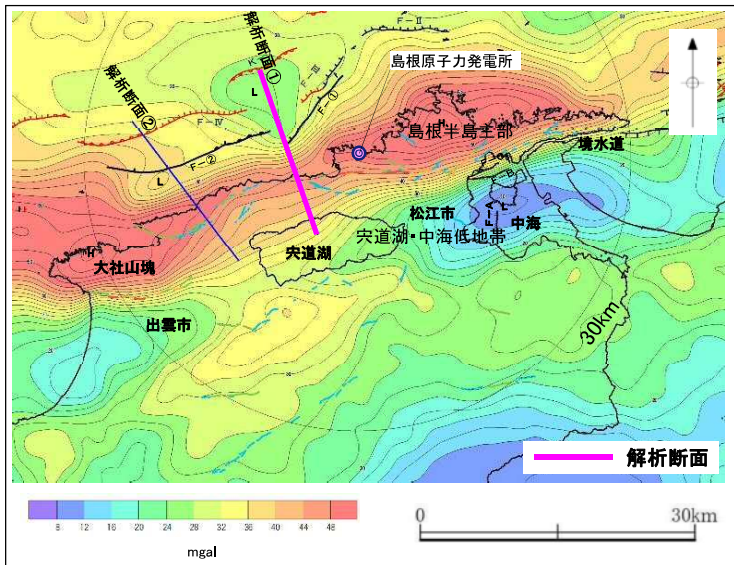 解析断面①
F-Ⅱ
K
L
F-Ⅲ
島根原子力発電所
解析断面②
F-Ⅳ
F-①
H
島根半島主部
F-②
境水道
L
松江市
中海
宍道湖・中海低地帯
H
大社山塊
宍道湖
出雲市
30km
解析断面
8 12 16 20 24 28 32 36 40 44 48
mgal
0 30km